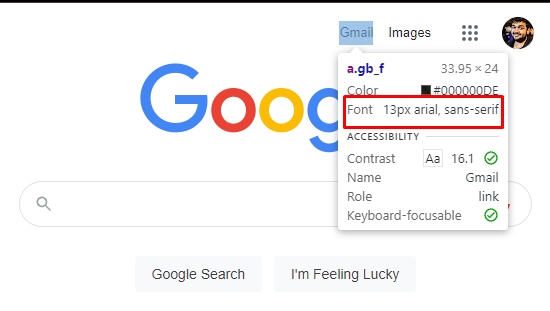 Gmail Images
a.gb_f 33.95 × 24
Color #000000DE
Font 13px arial, sans-serif
ACCESSIBILITY
Contrast Aa 16.1
Name Gmail
Role link
Keyboard-focusable
Goo
Google Search I'm Feeling Lucky